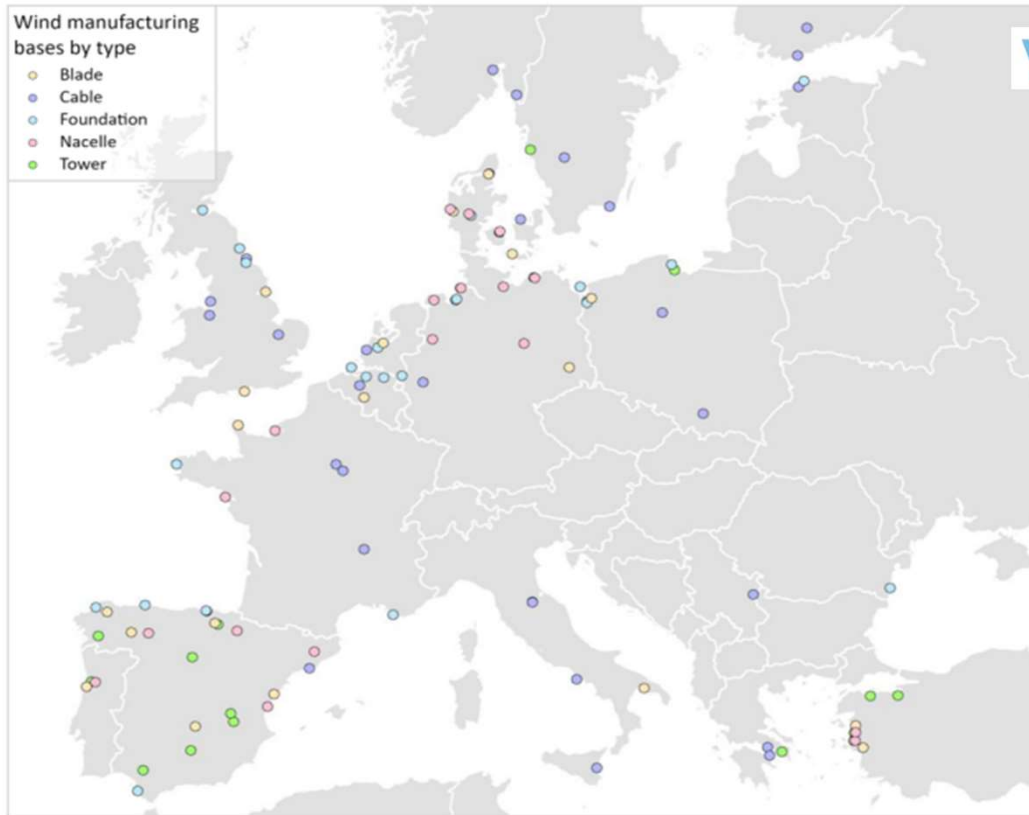 Wind manufacturing
bases by type
Blade
Cable
Foundation
Nacelle
Tower